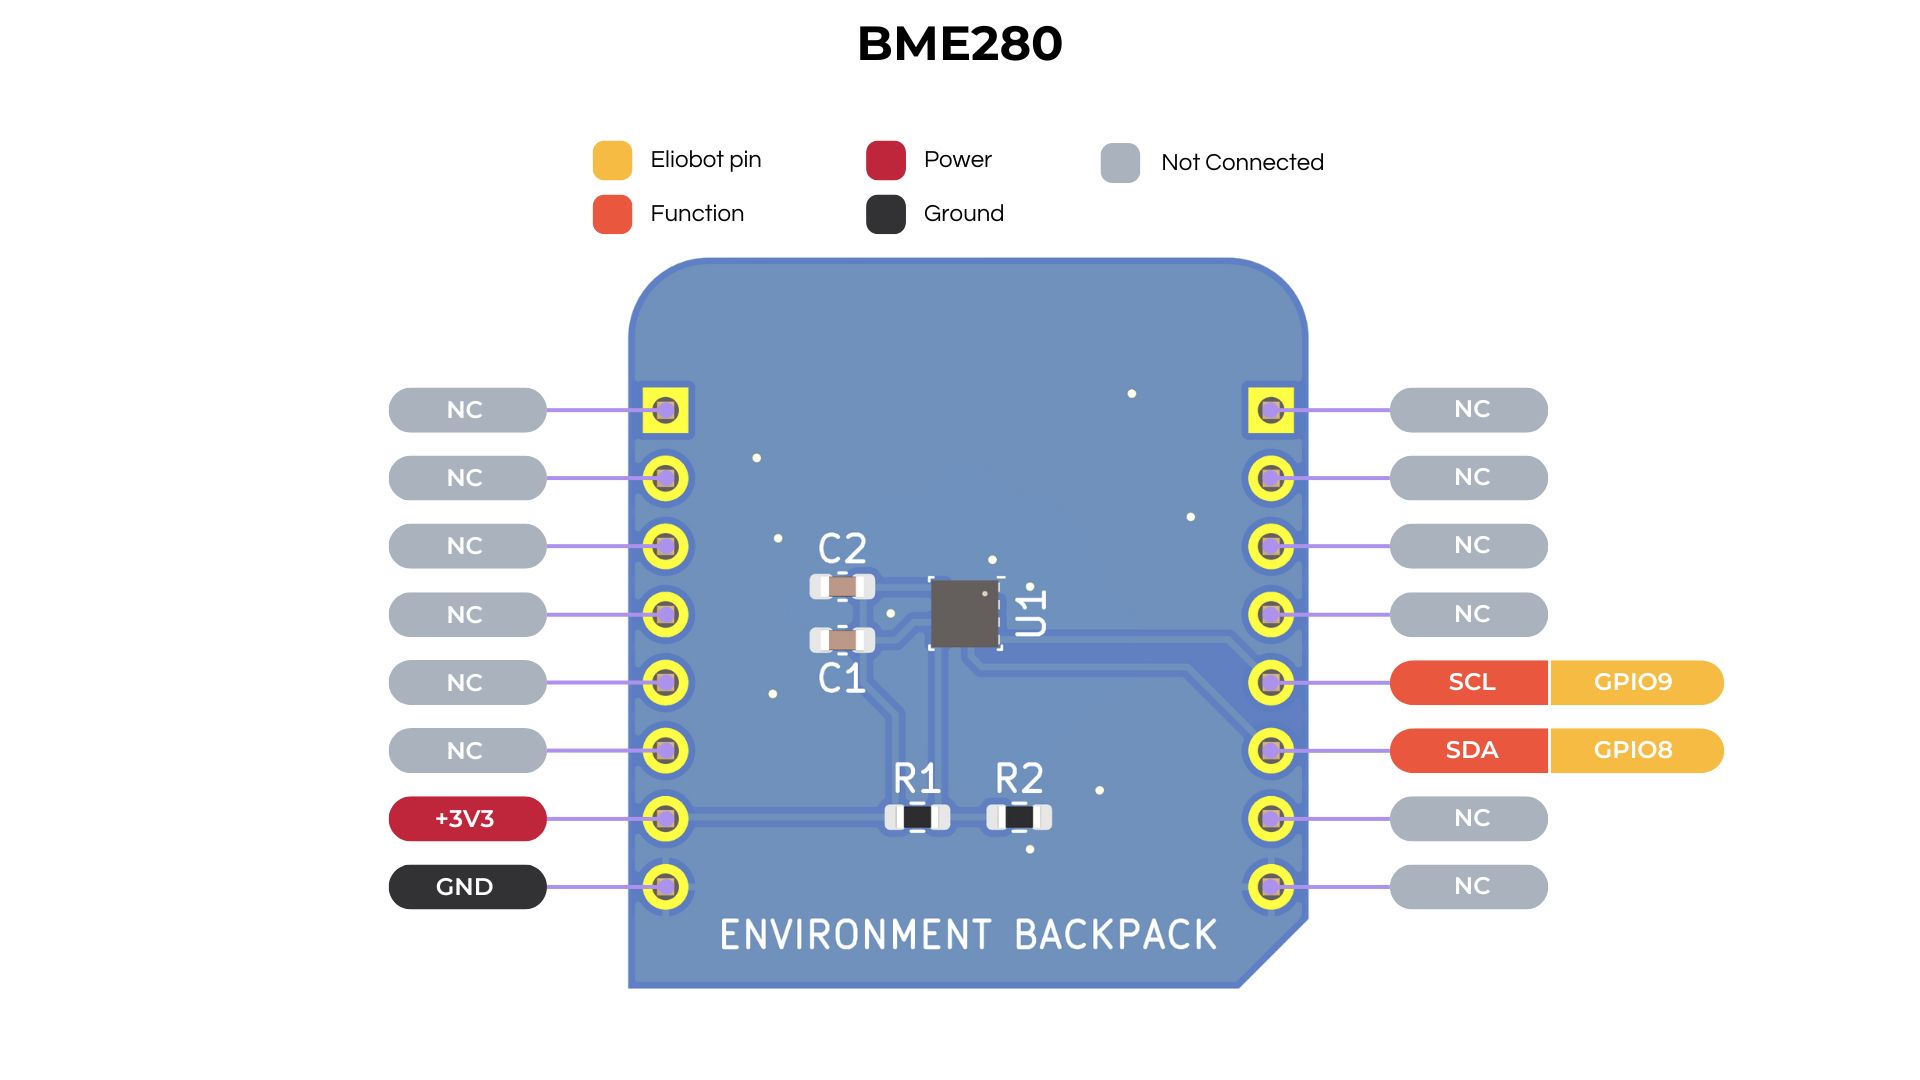 BME280
Eliobot pin
Power
Not Connected
Function
Ground
NC
NC
NC
NC
NC
NC
+3V3
GND
C2
C1
U1
R1
R2
ENVIRONMENT BACKPACK
NC
NC
NC
NC
SCL GPIO9
SDA GPIO8
NC
NC